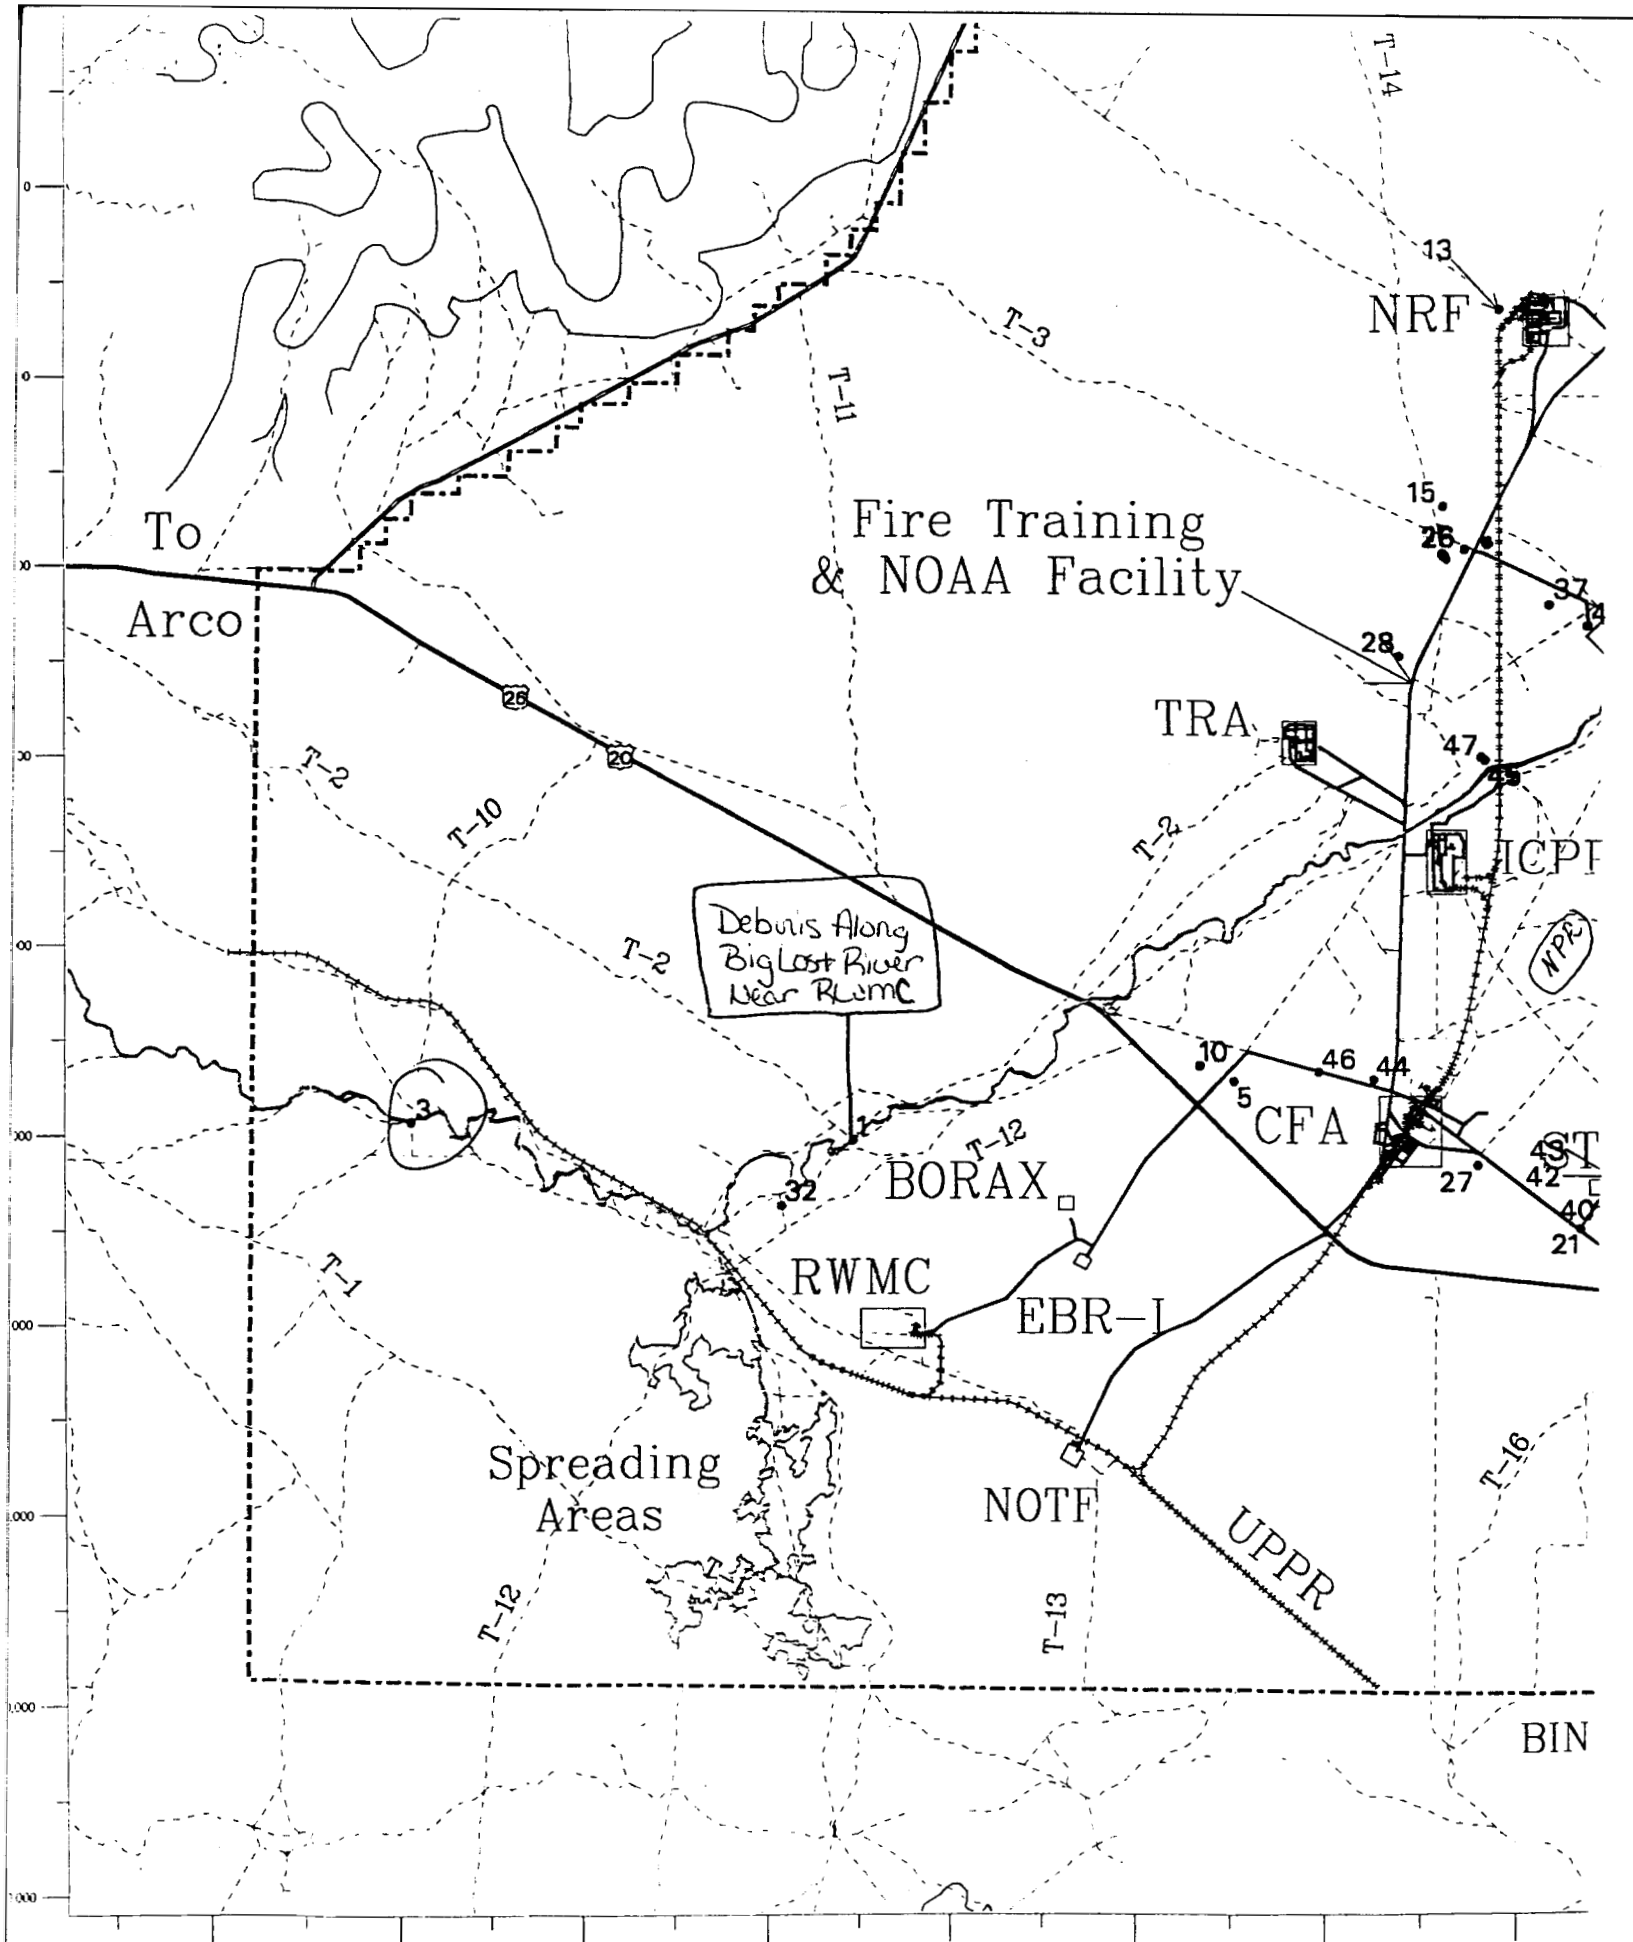 T-14
13
NRF
T-3
T-11
15
Fire Training
& NOAA Facility
To
Arco
37
28
26
20
TRA
47
T-2
T-10
T-2
ICPP
T-2
Debris Along
Big Lost River
Near RWMC
NPR
10
46
44
5
CFA
3
1
T-12
BORAX
32
27
43
42
ST
40
21
RWMC
T-1
EBR-I
Spreading
Areas
NOTF
T-16
UPPR
T-12
T-13
BIN